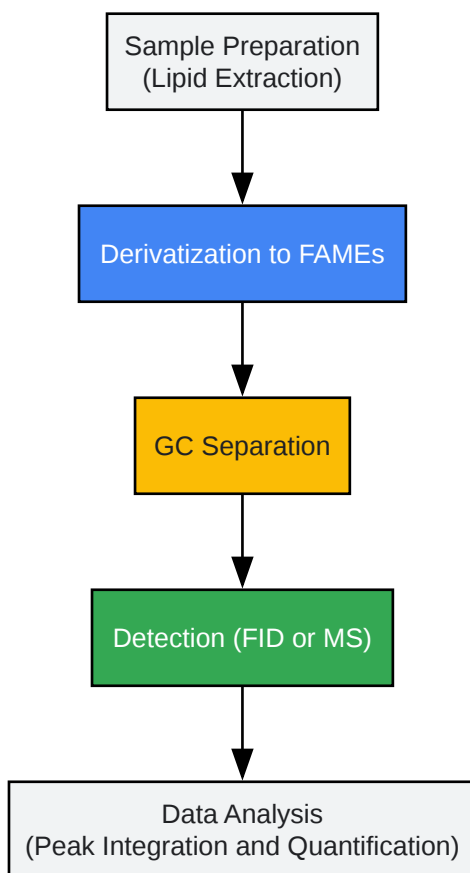 Sample Preparation
(Lipid Extraction)
Derivatization to FAMEs
GC Separation
Detection (FID or MS)
Data Analysis
(Peak Integration and Quantification)